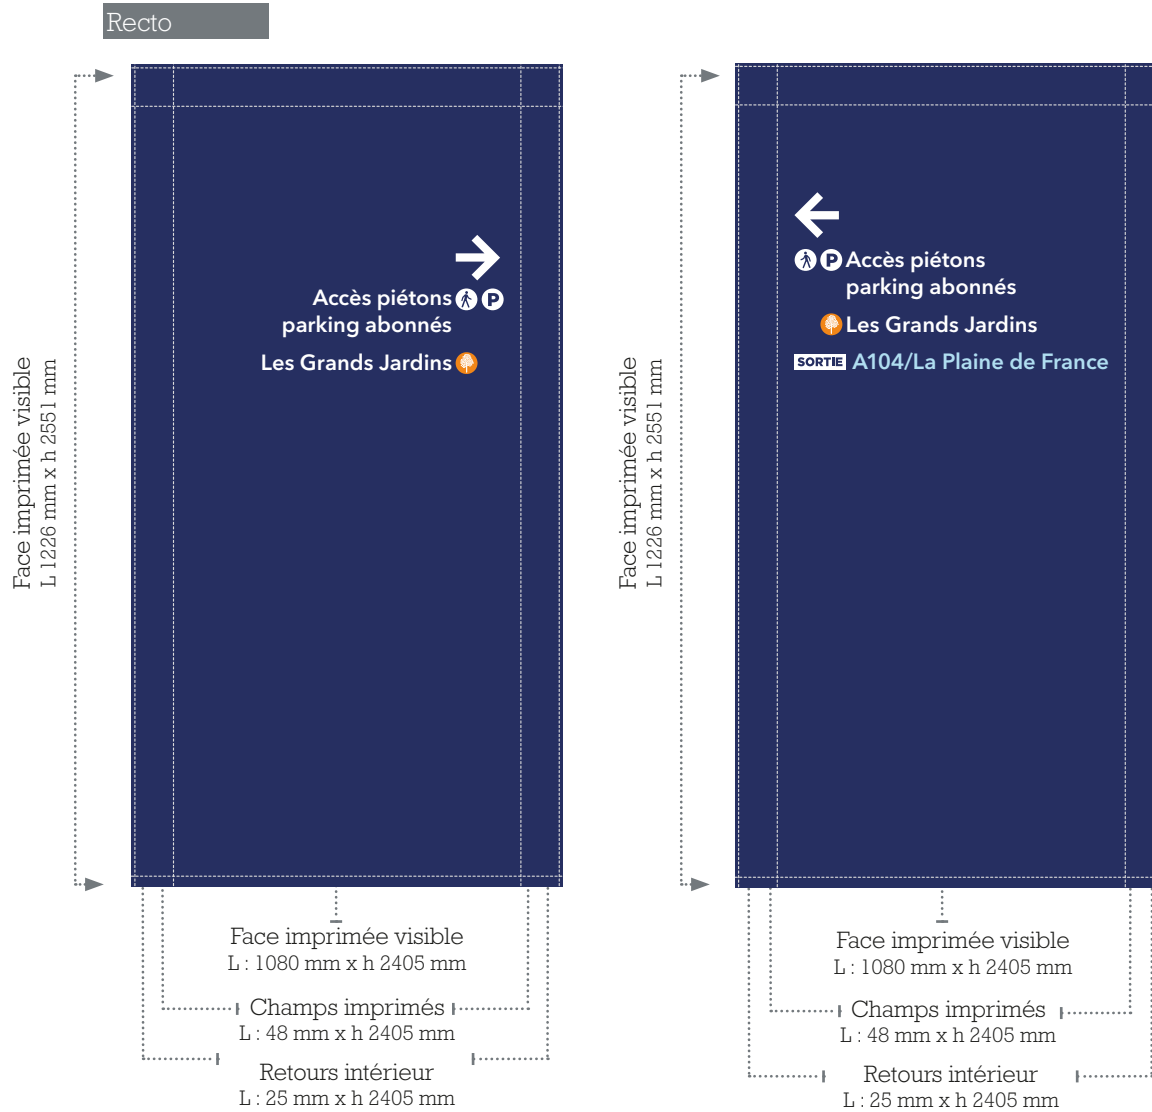 Recto
Face imprimée visible
L 1226 mm x h 2551 mm
Accès piétons P
parking abonnés
Les Grands Jardins
Face imprimée visible
L : 1080 mm x h 2405 mm
Champs imprimés
L : 48 mm x h 2405 mm
Retours intérieur
L : 25 mm x h 2405 mm
Face imprimée visible
L 1226 mm x h 2551 mm
P Accès piétons
parking abonnés
Les Grands Jardins
SORTIE A104/La Plaine de France
Face imprimée visible
L : 1080 mm x h 2405 mm
Champs imprimés
L : 48 mm x h 2405 mm
Retours intérieur
L : 25 mm x h 2405 mm